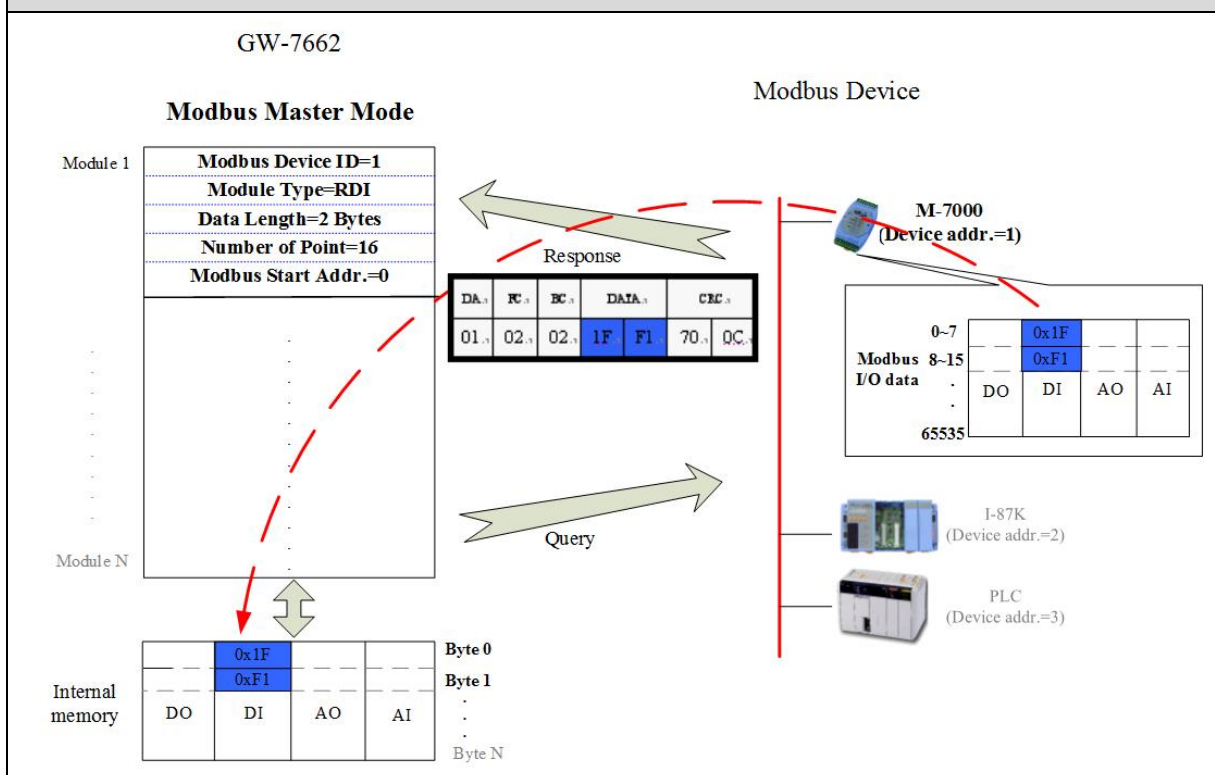 GW-7662
Modbus Device
Modbus Master Mode
Module 1
Modbus Device ID=1
Module Type=RDI
Data Length=2 Bytes
Number of Point=16
Modbus Start Addr.=0
Module N
Response
DA FC BC DATA CRC
01 02 02 1F F1 70 0C
Query
M-7000
(Device addr.=1)
0~7 0x1F
Modbus 8~15 0xF1
I/O data
DO DI AO AI
65535
I-87K
(Device addr.=2)
PLC
(Device addr.=3)
0x1F Byte 0
0xF1 Byte 1
Internal
memory
DO DI AO AI
Byte N